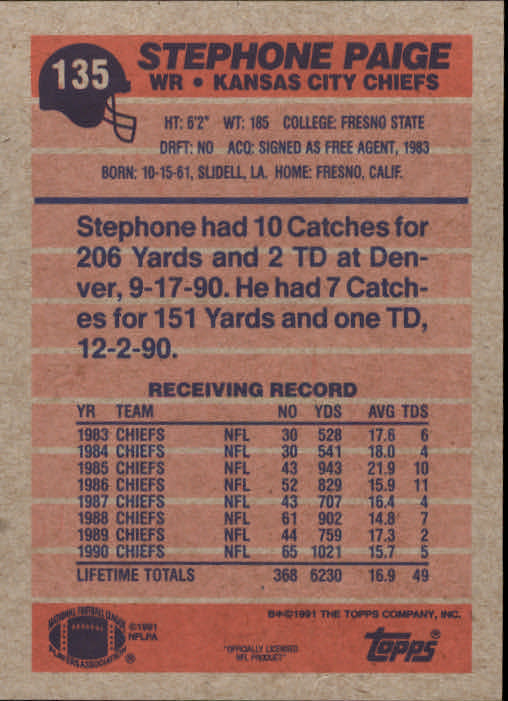 135
STEPHONE PAIGE
WR • KANSAS CITY CHIEFS
HT: 6'2" WT: 185 COLLEGE: FRESNO STATE
DRFT: NO ACQ: SIGNED AS FREE AGENT, 1983
BORN: 10-15-61, SLIDELL, LA. HOME: FRESNO, CALIF.
Stephone had 10 Catches for
206 Yards and 2 TD at Den-
ver, 9-17-90. He had 7 Catch-
es for 151 Yards and one TD,
12-2-90.
RECEIVING RECORD
YR TEAM NO YDS AVG TDS
1983 CHIEFS NFL 30 528 17.6 6
1984 CHIEFS NFL 30 541 18.0 4
1985 CHIEFS NFL 43 943 21.9 10
1986 CHIEFS NFL 52 829 15.9 11
1987 CHIEFS NFL 43 707 16.4 4
1988 CHIEFS NFL 61 902 14.8 7
1989 CHIEFS NFL 44 759 17.3 2
1990 CHIEFS NFL 65 1021 15.7 5
LIFETIME TOTALS 368 6230 16.9 49
NATIONAL FOOTBALL LEAGUE
PLAYERS ASSOCIATION ®
©1991
NFLPA
B*©1991 THE TOPPS COMPANY, INC.
"OFFICIALLY LICENSED
NFL PRODUCT"
topps®